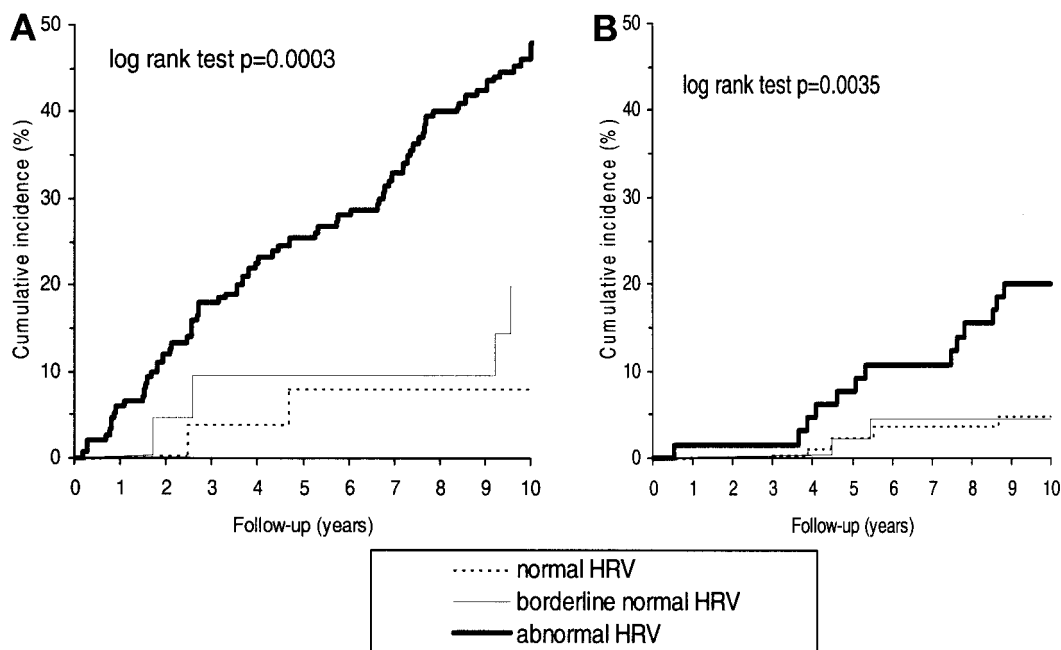 A
log rank test p=0.0003
Cumulative incidence (%)
50
40
30
20
10
0
0 1 2 3 4 5 6 7 8 9 10
Follow-up (years)
B
log rank test p=0.0035
Cumulative incidence (%)
50
40
30
20
10
0
0 1 2 3 4 5 6 7 8 9 10
Follow-up (years)
normal HRV
borderline normal HRV
abnormal HRV